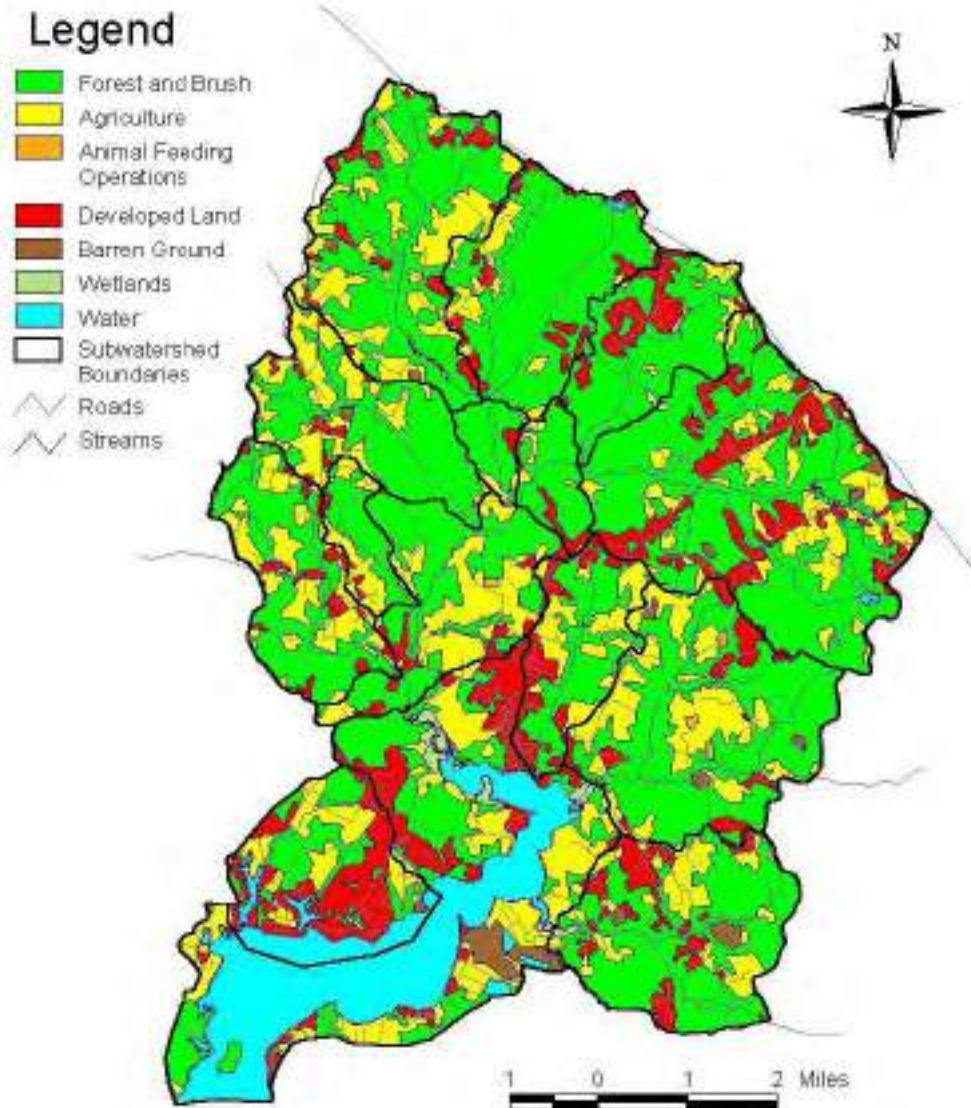 Legend
N
Forest and Brush
Agriculture
Animal Feeding
Operations
Developed Land
Barren Ground
Wetlands
Water
Subwatershed
Boundaries
Roads
Streams
1 0 1 2 Miles